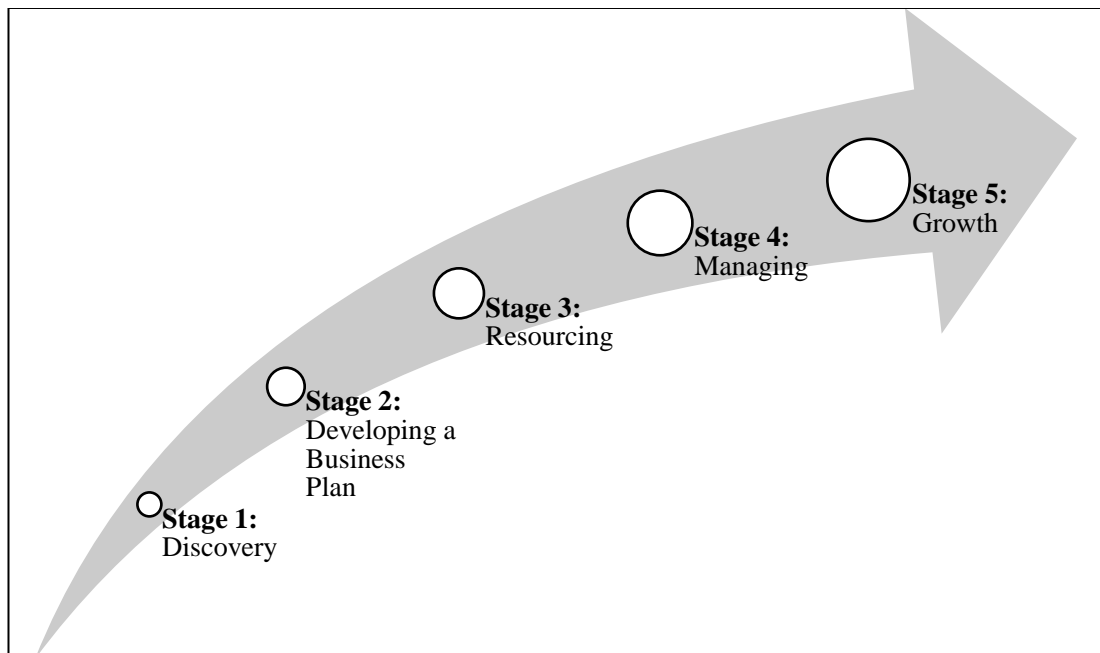 Stage 1:
Discovery
Stage 2:
Developing a
Business
Plan
Stage 3:
Resourcing
Stage 4:
Managing
Stage 5:
Growth